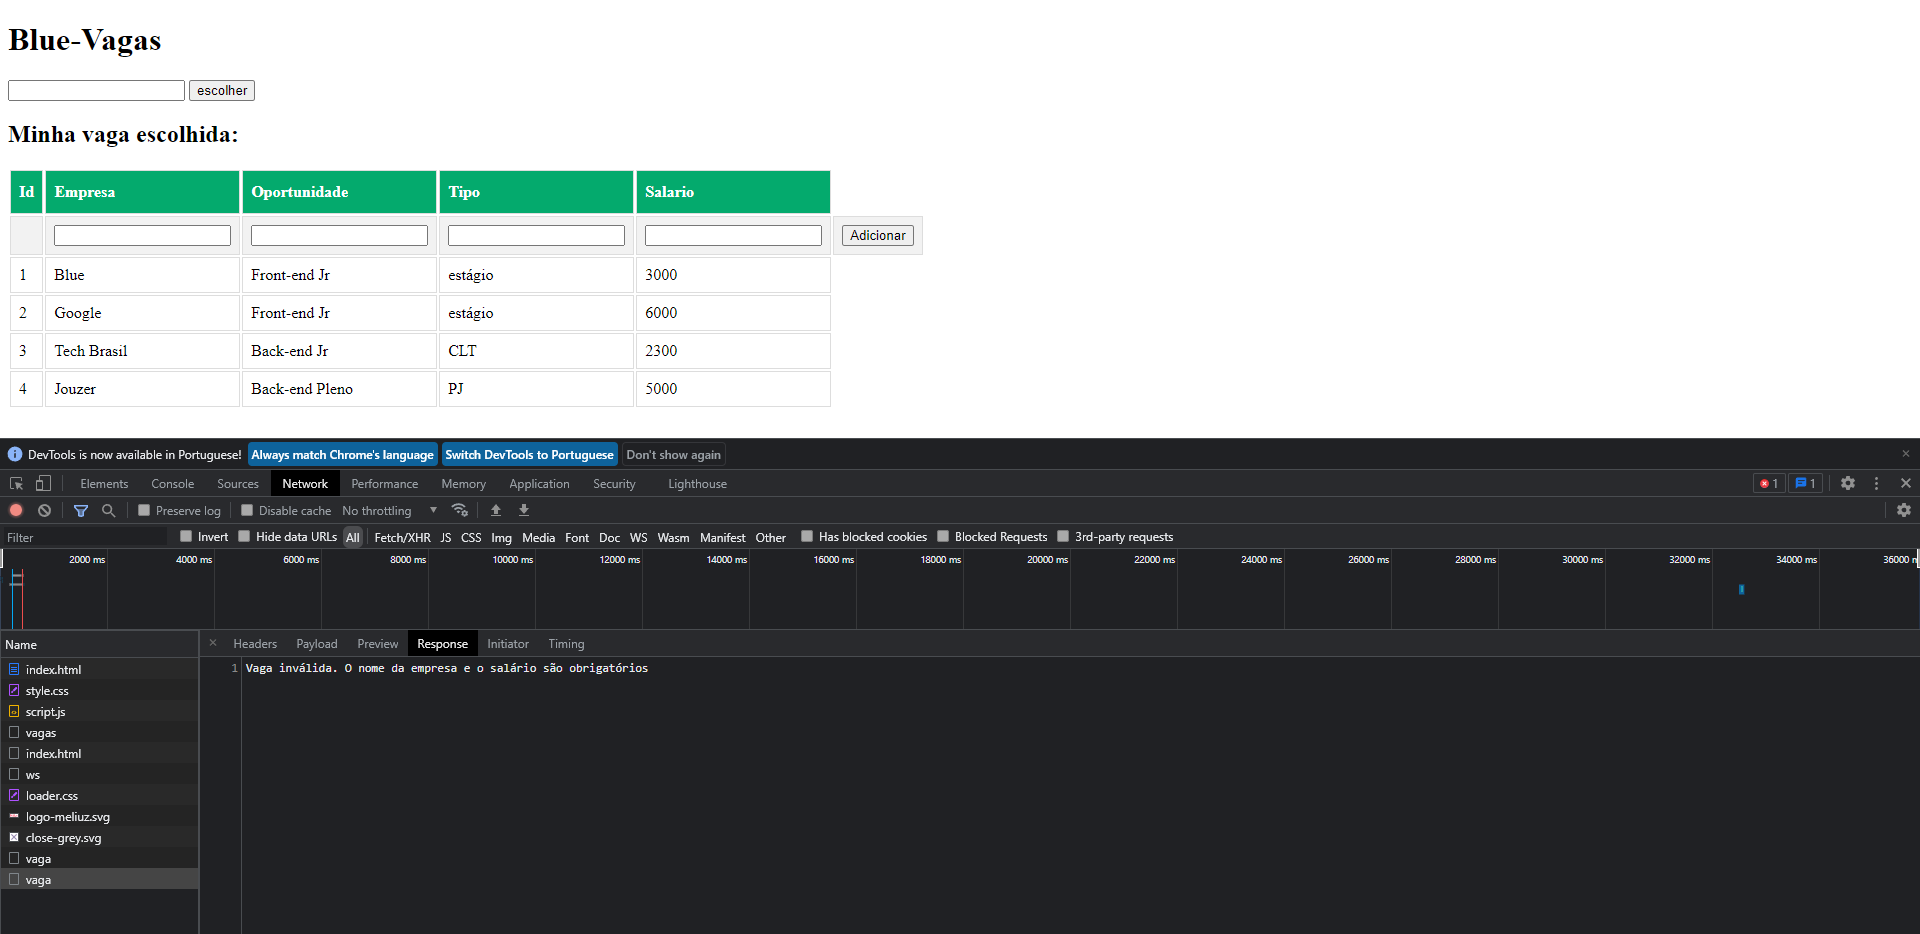 Blue-Vagas
escolher
Minha vaga escolhida:
Id Empresa Oportunidade Tipo Salario
Adicionar
1 Blue Front-end Jr estágio 3000
2 Google Front-end Jr estágio 6000
3 Tech Brasil Back-end Jr CLT 2300
4 Jouzer Back-end Pleno PJ 5000
DevTools is now available in Portuguese! Always match Chrome's language Switch DevTools to Portuguese Don't show again
Elements Console Sources Network Performance Memory Application Security Lighthouse 1 1
Preserve log Disable cache No throttling
Filter Invert Hide data URLs All Fetch/XHR JS CSS Img Media Font Doc WS Wasm Manifest Other Has blocked cookies Blocked Requests 3rd-party requests
2000 ms 4000 ms 6000 ms 8000 ms 10000 ms 12000 ms 14000 ms 16000 ms 18000 ms 20000 ms 22000 ms 24000 ms 26000 ms 28000 ms 30000 ms 32000 ms 34000 ms 36000 n
Name
Headers Payload Preview Response Initiator Timing
1 Vaga inválida. O nome da empresa e o salário são obrigatórios
index.html
style.css
script.js
vagas
index.html
ws
loader.css
logo-meliuz.svg
close-grey.svg
vaga
vaga